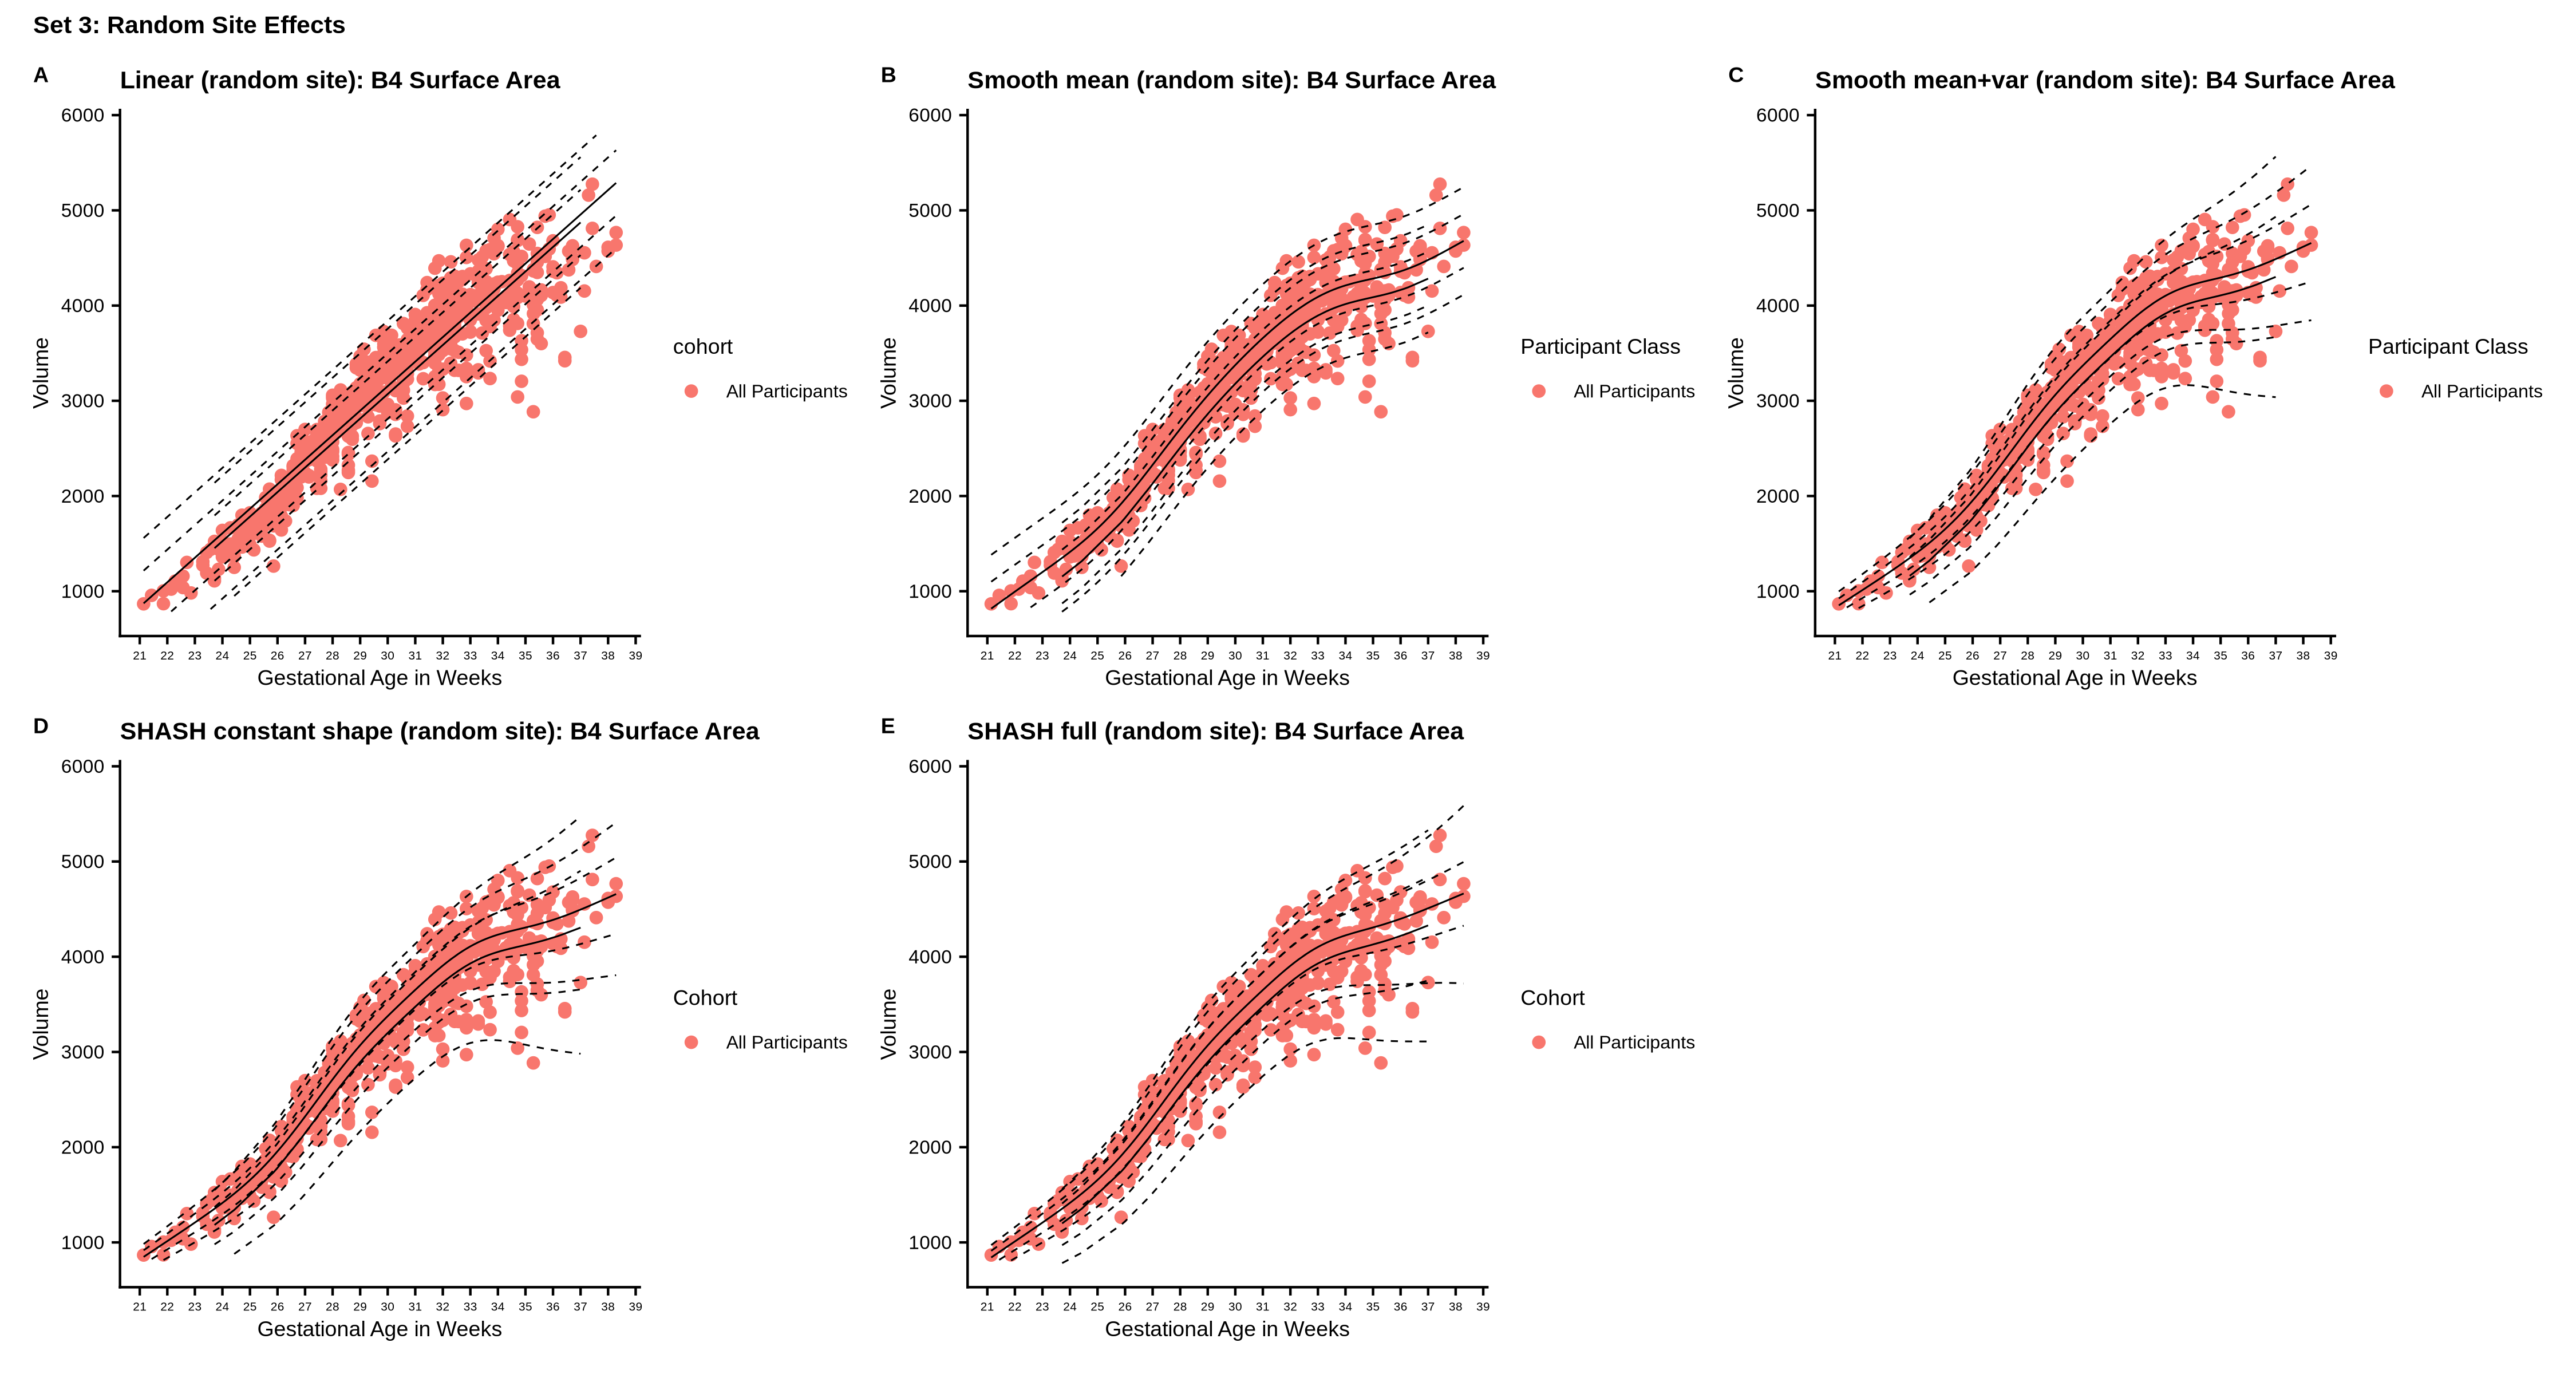 Set 3: Random Site Effects
A
Linear (random site): B4 Surface Area
6000
5000
4000
3000
2000
1000
Volume
21 22 23 24 25 26 27 28 29 30 31 32 33 34 35 36 37 38 39
Gestational Age in Weeks
cohort
All Participants
B
Smooth mean (random site): B4 Surface Area
6000
5000
4000
3000
2000
1000
Volume
21 22 23 24 25 26 27 28 29 30 31 32 33 34 35 36 37 38 39
Gestational Age in Weeks
Participant Class
All Participants
C
Smooth mean+var (random site): B4 Surface Area
6000
5000
4000
3000
2000
1000
Volume
21 22 23 24 25 26 27 28 29 30 31 32 33 34 35 36 37 38 39
Gestational Age in Weeks
Participant Class
All Participants
D
SHASH constant shape (random site): B4 Surface Area
6000
5000
4000
3000
2000
1000
Volume
21 22 23 24 25 26 27 28 29 30 31 32 33 34 35 36 37 38 39
Gestational Age in Weeks
Cohort
All Participants
E
SHASH full (random site): B4 Surface Area
6000
5000
4000
3000
2000
1000
Volume
21 22 23 24 25 26 27 28 29 30 31 32 33 34 35 36 37 38 39
Gestational Age in Weeks
Cohort
All Participants